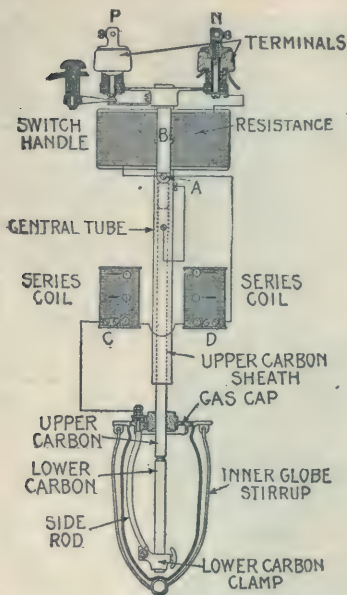 P
N
TERMINALS
SWITCH
HANDLE
B
RESISTANCE
A
CENTRAL TUBE
SERIES
COIL
SERIES
COIL
C
D
UPPER CARBON
SHEATH
GAS CAP
UPPER
CARBON
LOWER
CARBON
INNER GLOBE
STIRRUP
SIDE
ROD
LOWER CARBON
CLAMP